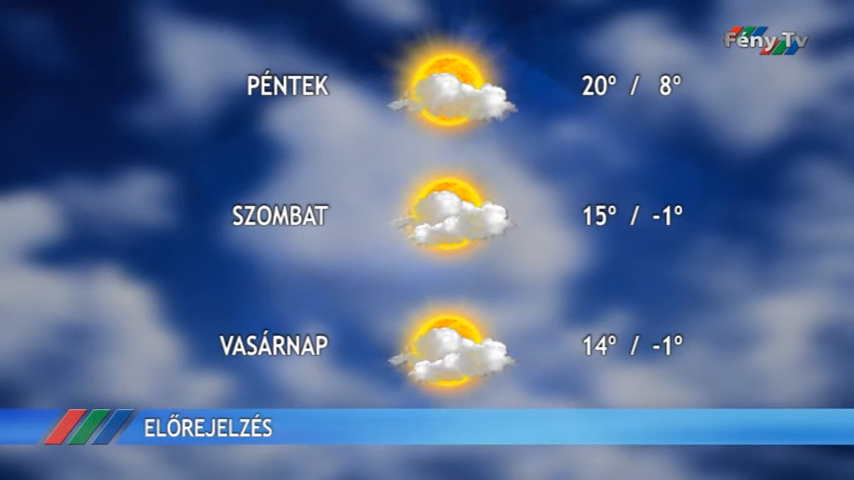 Fény Tv
PÉNTEK 20° / 8°
SZOMBAT 15° / -1°
VASÁRNAP 14° / -1°
ELŐREJELZÉS